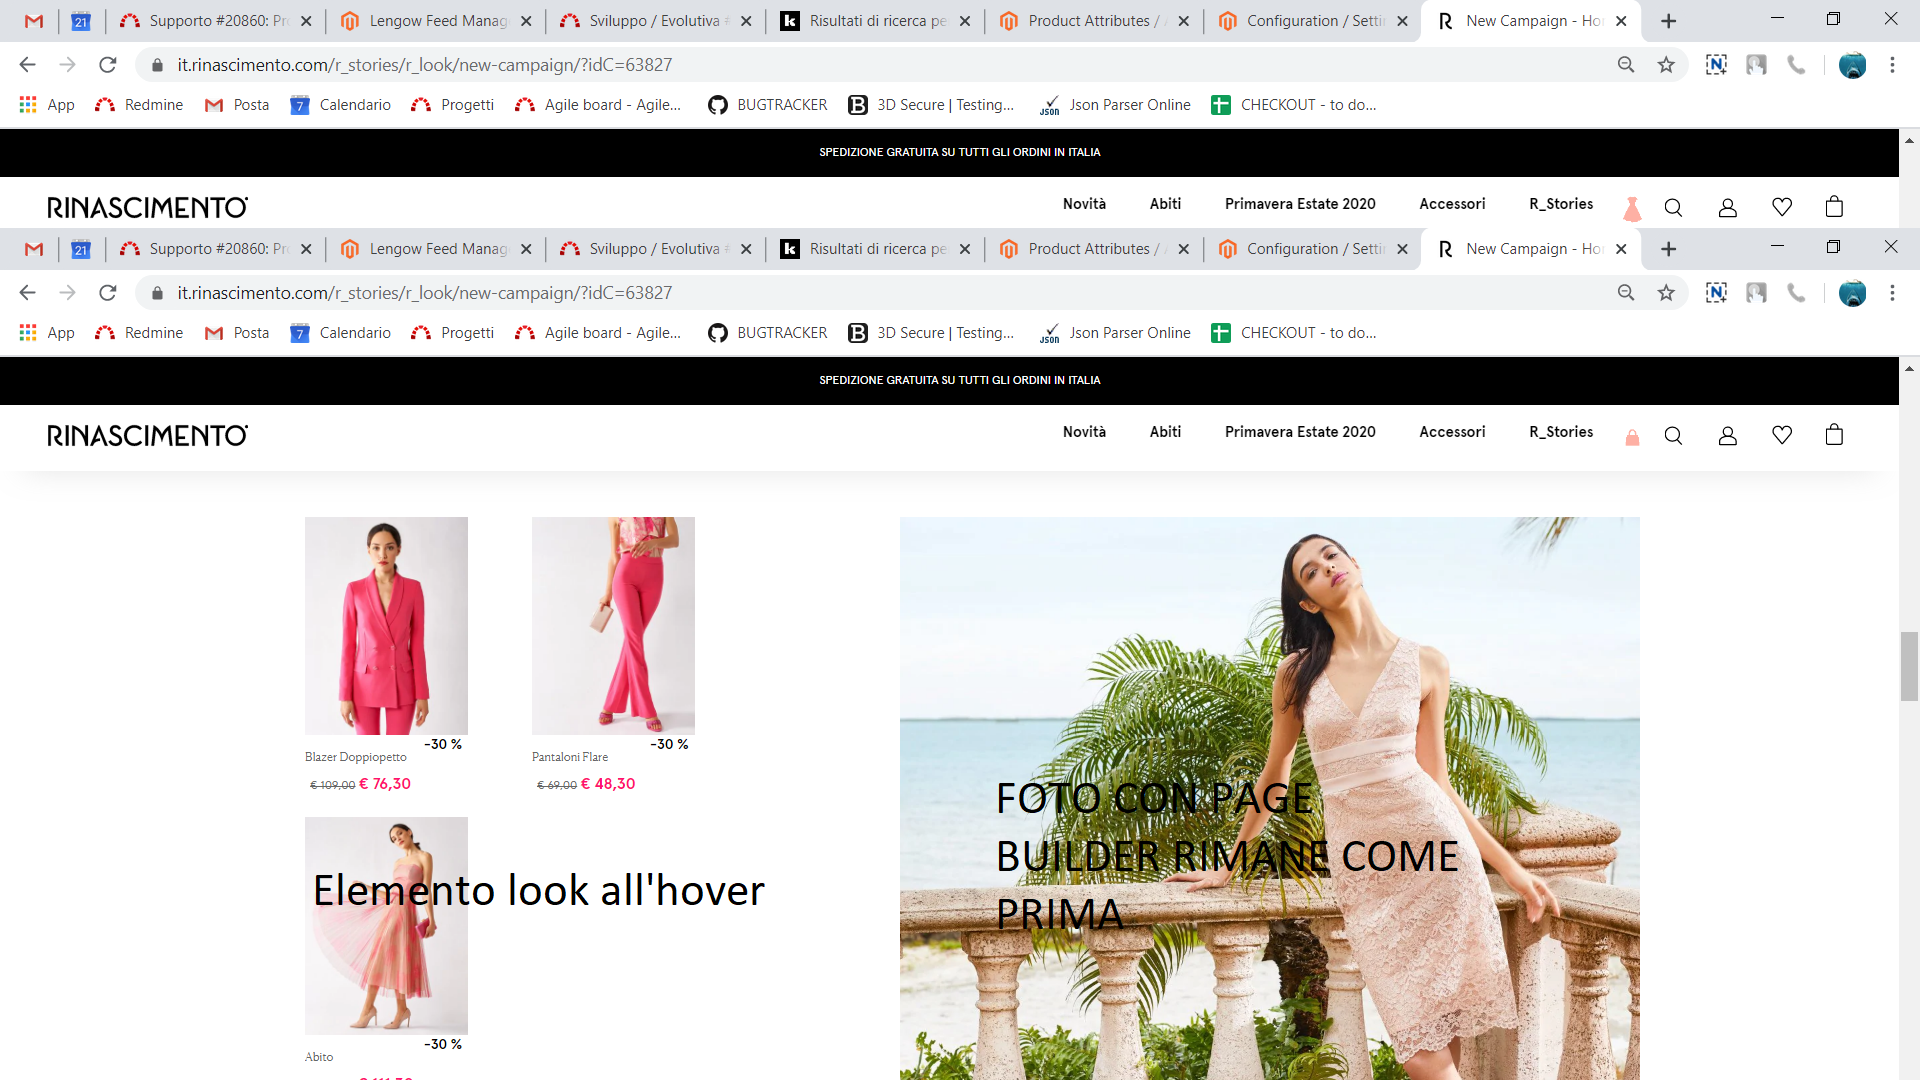 21 Supporto #20860: Pr Lengow Feed Manag Sviluppo / Evolutiva Risultati di ricerca pe Product Attributes / Configuration / Setti New Campaign - Ho
it.rinascimento.com/r_stories/r_look/new-campaign/?idC=63827
App Redmine Posta 7 Calendario Progetti Agile board - Agile... BUGTRACKER B 3D Secure | Testing... Json Json Parser Online CHECKOUT - to do...
SPEDIZIONE GRATUITA SU TUTTI GLI ORDINI IN ITALIA
RINASCIMENTO Novità Abiti Primavera Estate 2020 Accessori R_Stories
21 Supporto #20860: Pr Lengow Feed Manag Sviluppo / Evolutiva Risultati di ricerca pe Product Attributes / Configuration / Setti New Campaign - Ho
it.rinascimento.com/r_stories/r_look/new-campaign/?idC=63827
App Redmine Posta 7 Calendario Progetti Agile board - Agile... BUGTRACKER B 3D Secure | Testing... Json Json Parser Online CHECKOUT - to do...
SPEDIZIONE GRATUITA SU TUTTI GLI ORDINI IN ITALIA
RINASCIMENTO Novità Abiti Primavera Estate 2020 Accessori R_Stories
-30 %
Blazer Doppiopetto
€ 109,00 € 76,30
-30 %
Pantaloni Flare
€ 69,00 € 48,30
Elemento look all'hover
-30 %
Abito
FOTO CON PAGE
BUILDER RIMANE COME
PRIMA